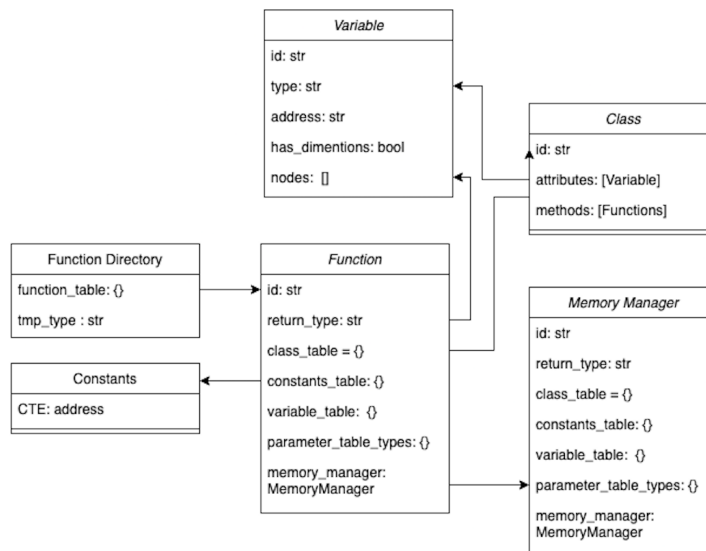 Variable
id: str
type: str
address: str
has_dimentions: bool
nodes: []
Class
id: str
attributes: [Variable]
methods: [Functions]
Function Directory
function_table: {}
tmp_type : str
Function
id: str
return_type: str
class_table = {}
constants_table: {}
variable_table: {}
parameter_table_types: {}
memory_manager:
MemoryManager
Constants
CTE: address
Memory Manager
id: str
return_type: str
class_table = {}
constants_table: {}
variable_table: {}
parameter_table_types: {}
memory_manager:
MemoryManager